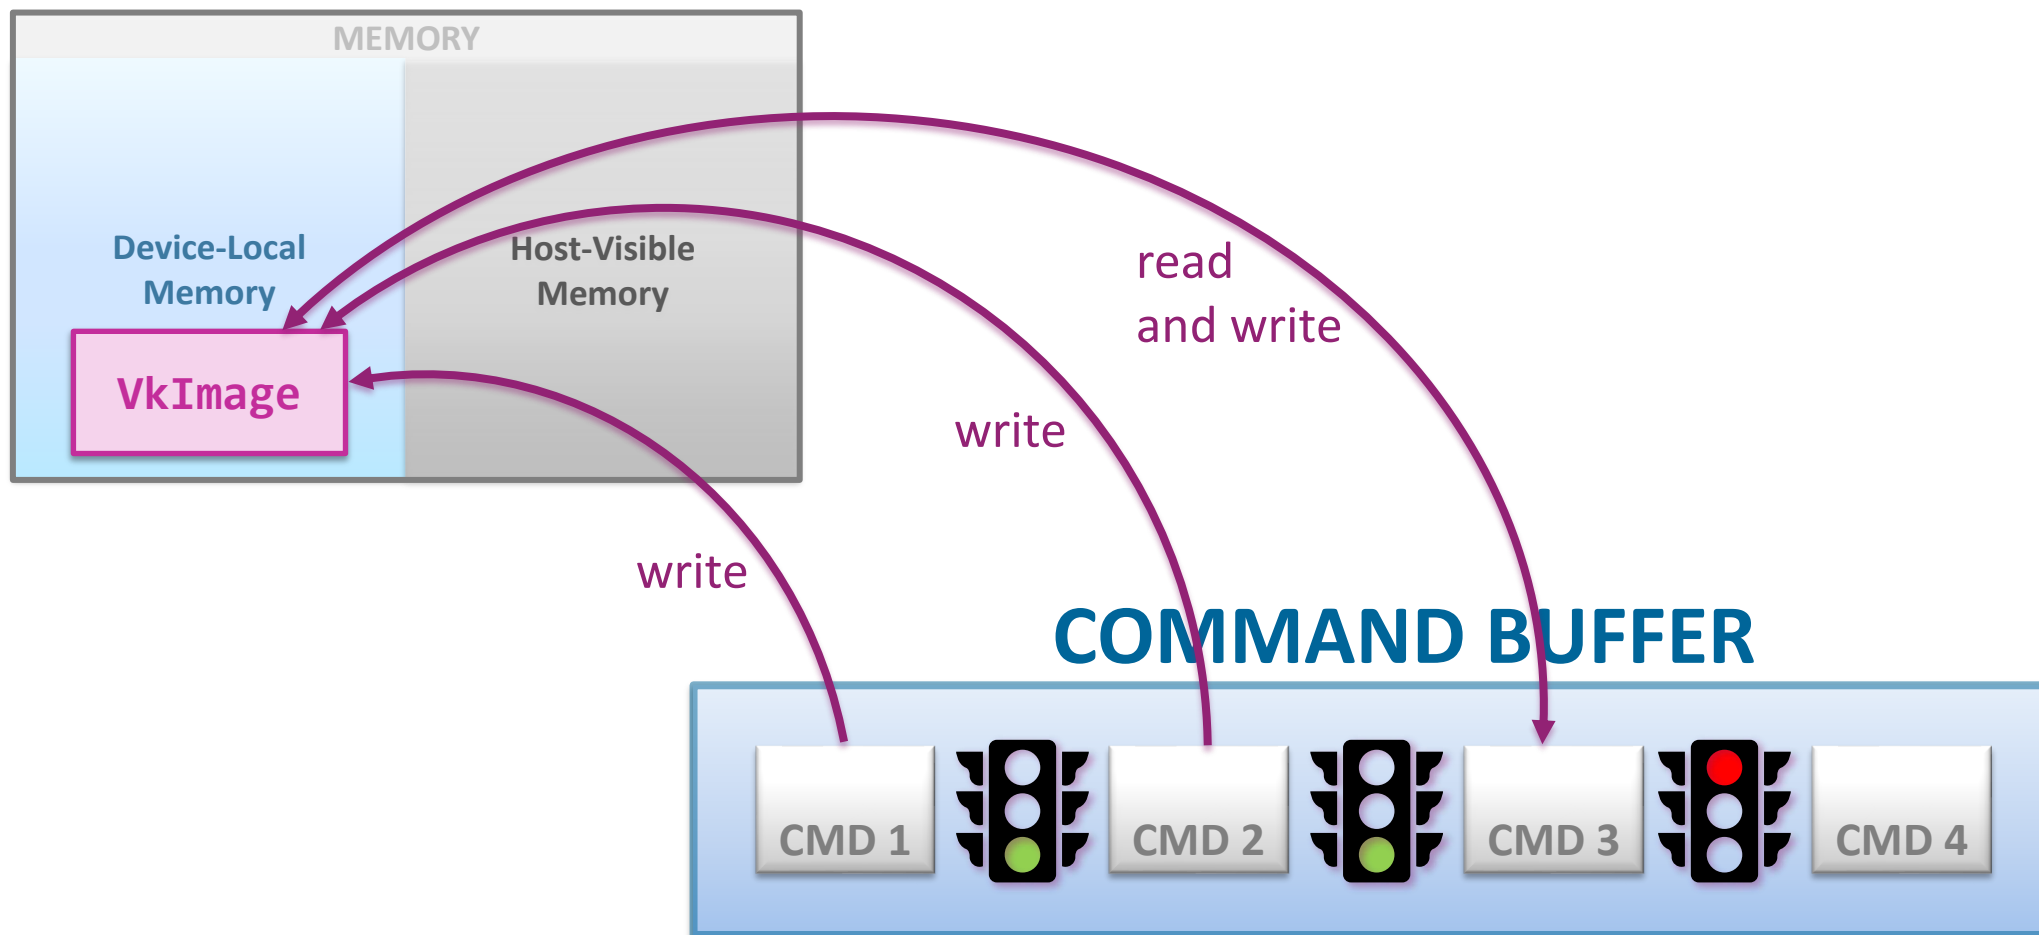 MEMORY
Device-Local
Memory
Host-Visible
Memory
VkImage
read
and write
write
write
COMMAND BUFFER
CMD 1
CMD 2
CMD 3
CMD 4